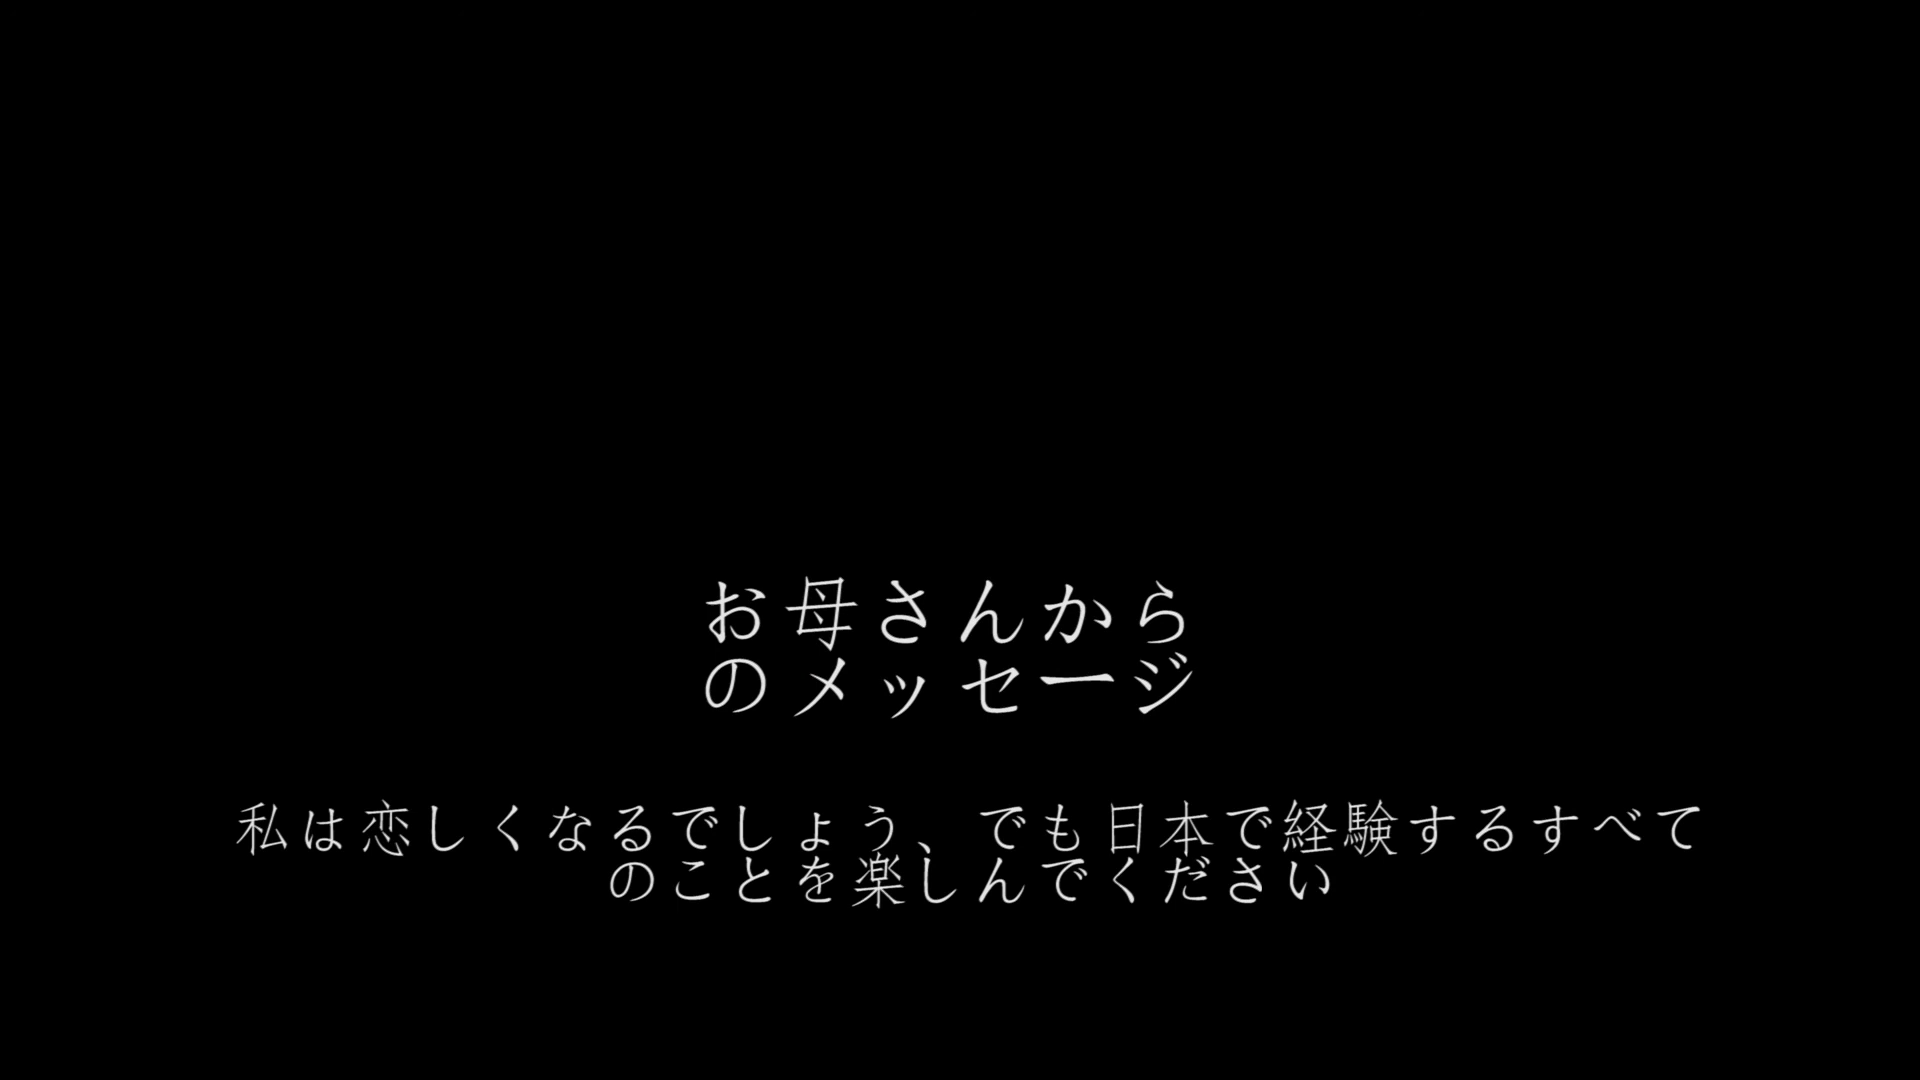 お母さんから
のメッセージ
私は恋しくなるでしょう、でも日本で経験するすべて
のことを楽しんでください